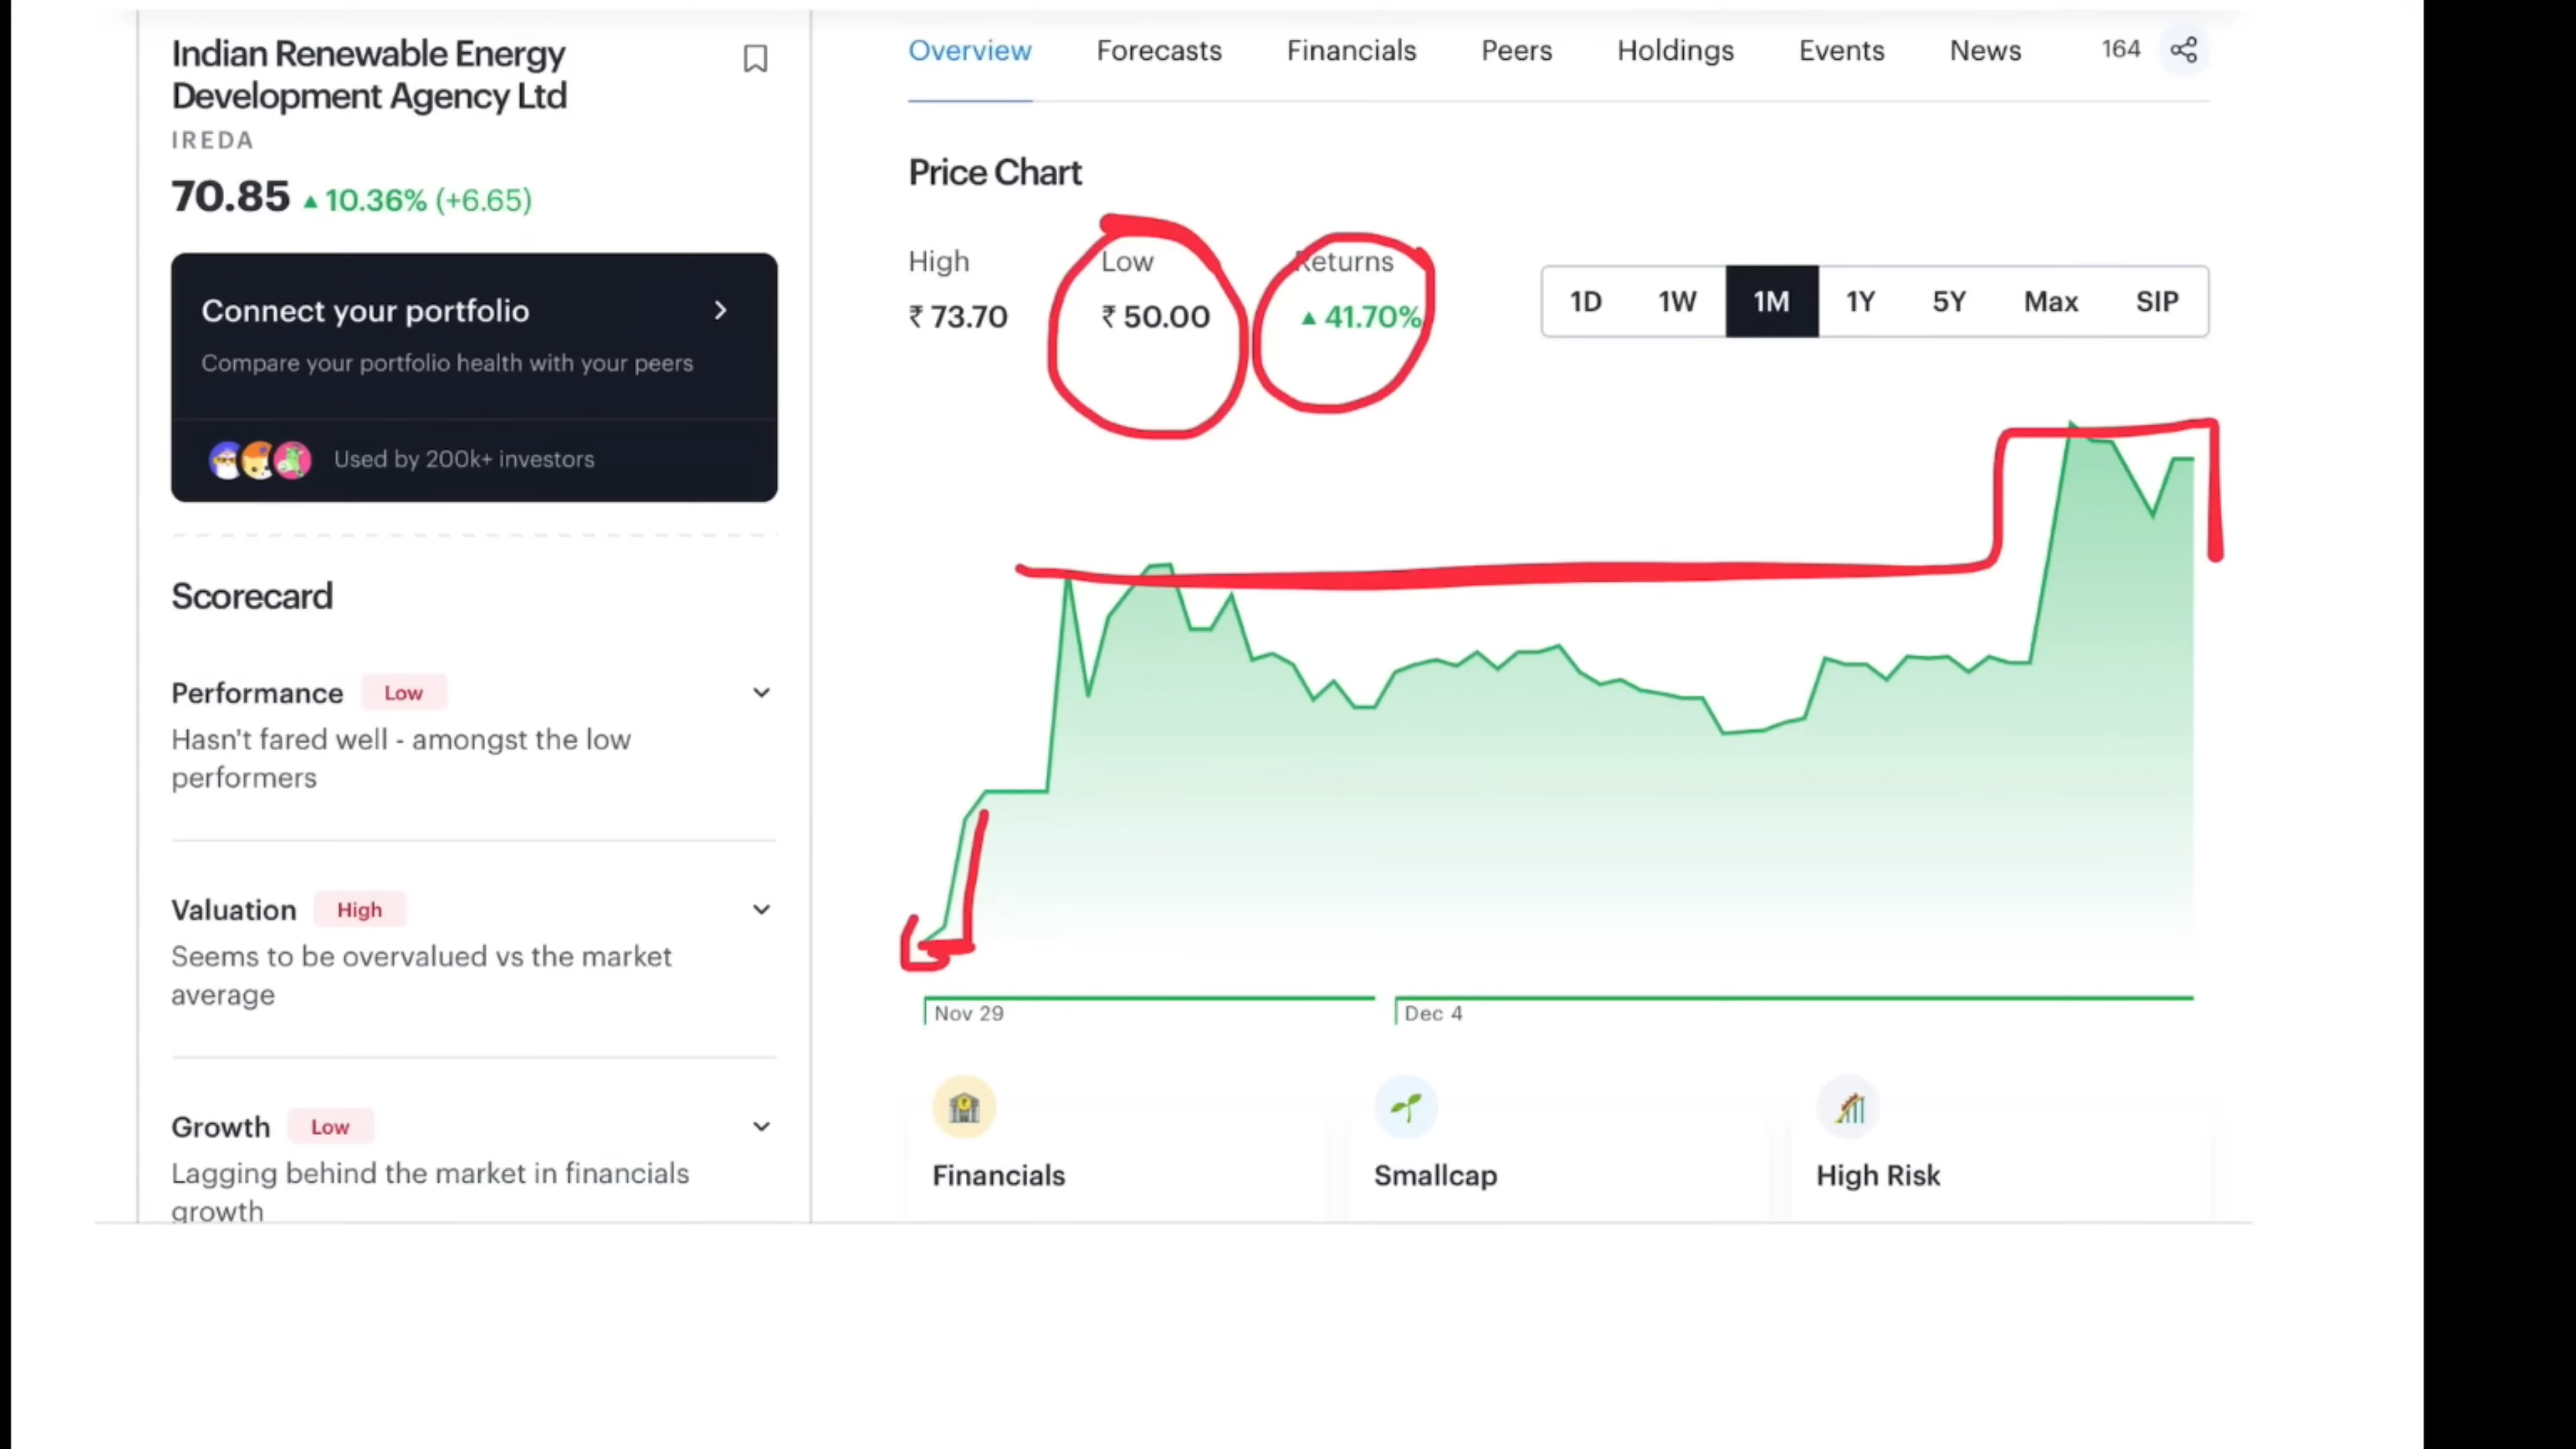 Indian Renewable Energy
Development Agency Ltd
IREDA
70.85 ▲ 10.36% (+6.65)
Connect your portfolio
Compare your portfolio health with your peers
Used by 200k+ investors
Scorecard
Performance Low
Hasn't fared well - amongst the low
performers
Valuation High
Seems to be overvalued vs the market
average
Growth Low
Lagging behind the market in financials
growth
Overview Forecasts Financials Peers Holdings Events News 164
Price Chart
High Low Returns
₹ 73.70 ₹ 50.00 ▲ 41.70%
1D 1W 1M 1Y 5Y Max SIP
Nov 29 Dec 4
Financials Smallcap High Risk